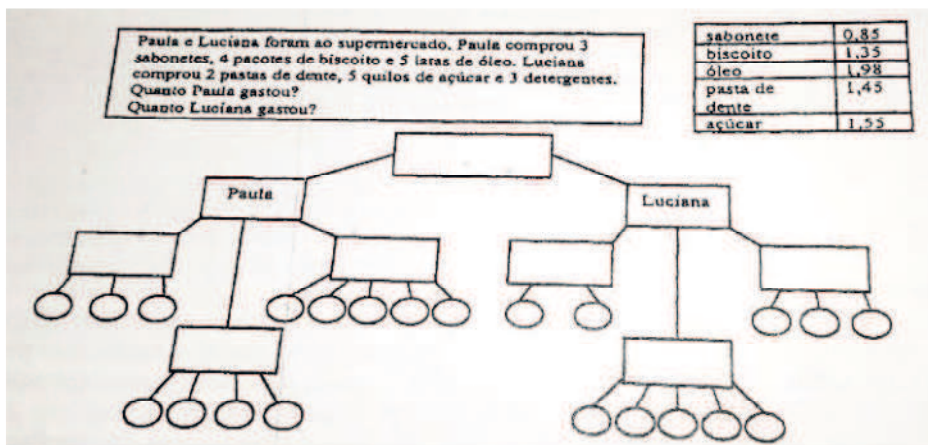 Paula e Luciana foram ao supermercado. Paula comprou 3
sabonetes, 4 pacotes de biscoito e 5 latas de óleo. Luciana
comprou 2 pastas de dente, 5 quilos de açúcar e 3 detergentes.
Quanto Paula gastou?
Quanto Luciana gastou?
sabonete 0,85
biscoito 1,35
óleo 1,98
pasta de 1,45
dente
açúcar 1,55
Paula
Luciana